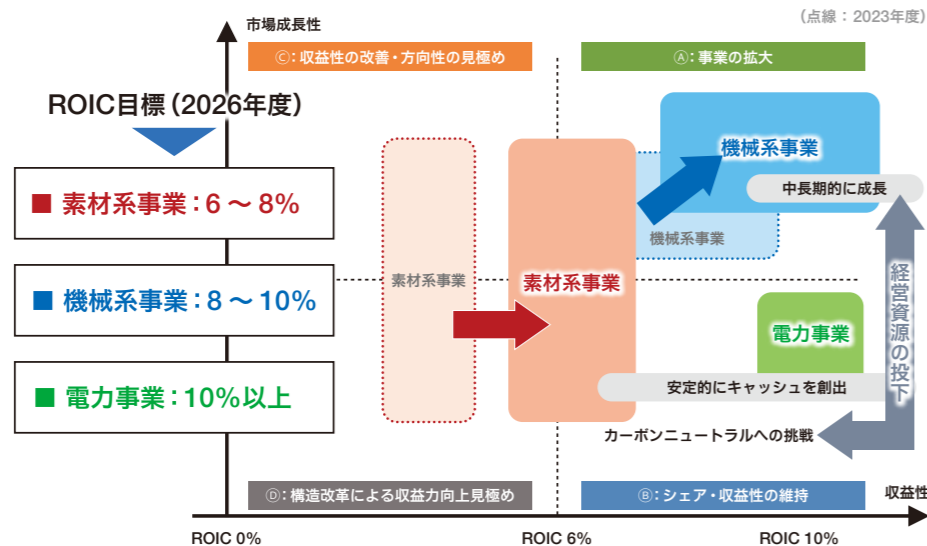 市場成長性
（点線：2023年度）
Ⓒ：収益性の改善・方向性の見極め
Ⓐ：事業の拡大
ROIC目標（2026年度）
■ 素材系事業：6～8%
■ 機械系事業：8～10%
■ 電力事業：10%以上
機械系事業
中長期的に成長
機械系事業
素材系事業
素材系事業
電力事業
経営資源の投下
安定的にキャッシュを創出
カーボンニュートラルへの挑戦
Ⓓ：構造改革による収益力向上見極め
Ⓑ：シェア・収益性の維持
収益性
ROIC 0%
ROIC 6%
ROIC 10%